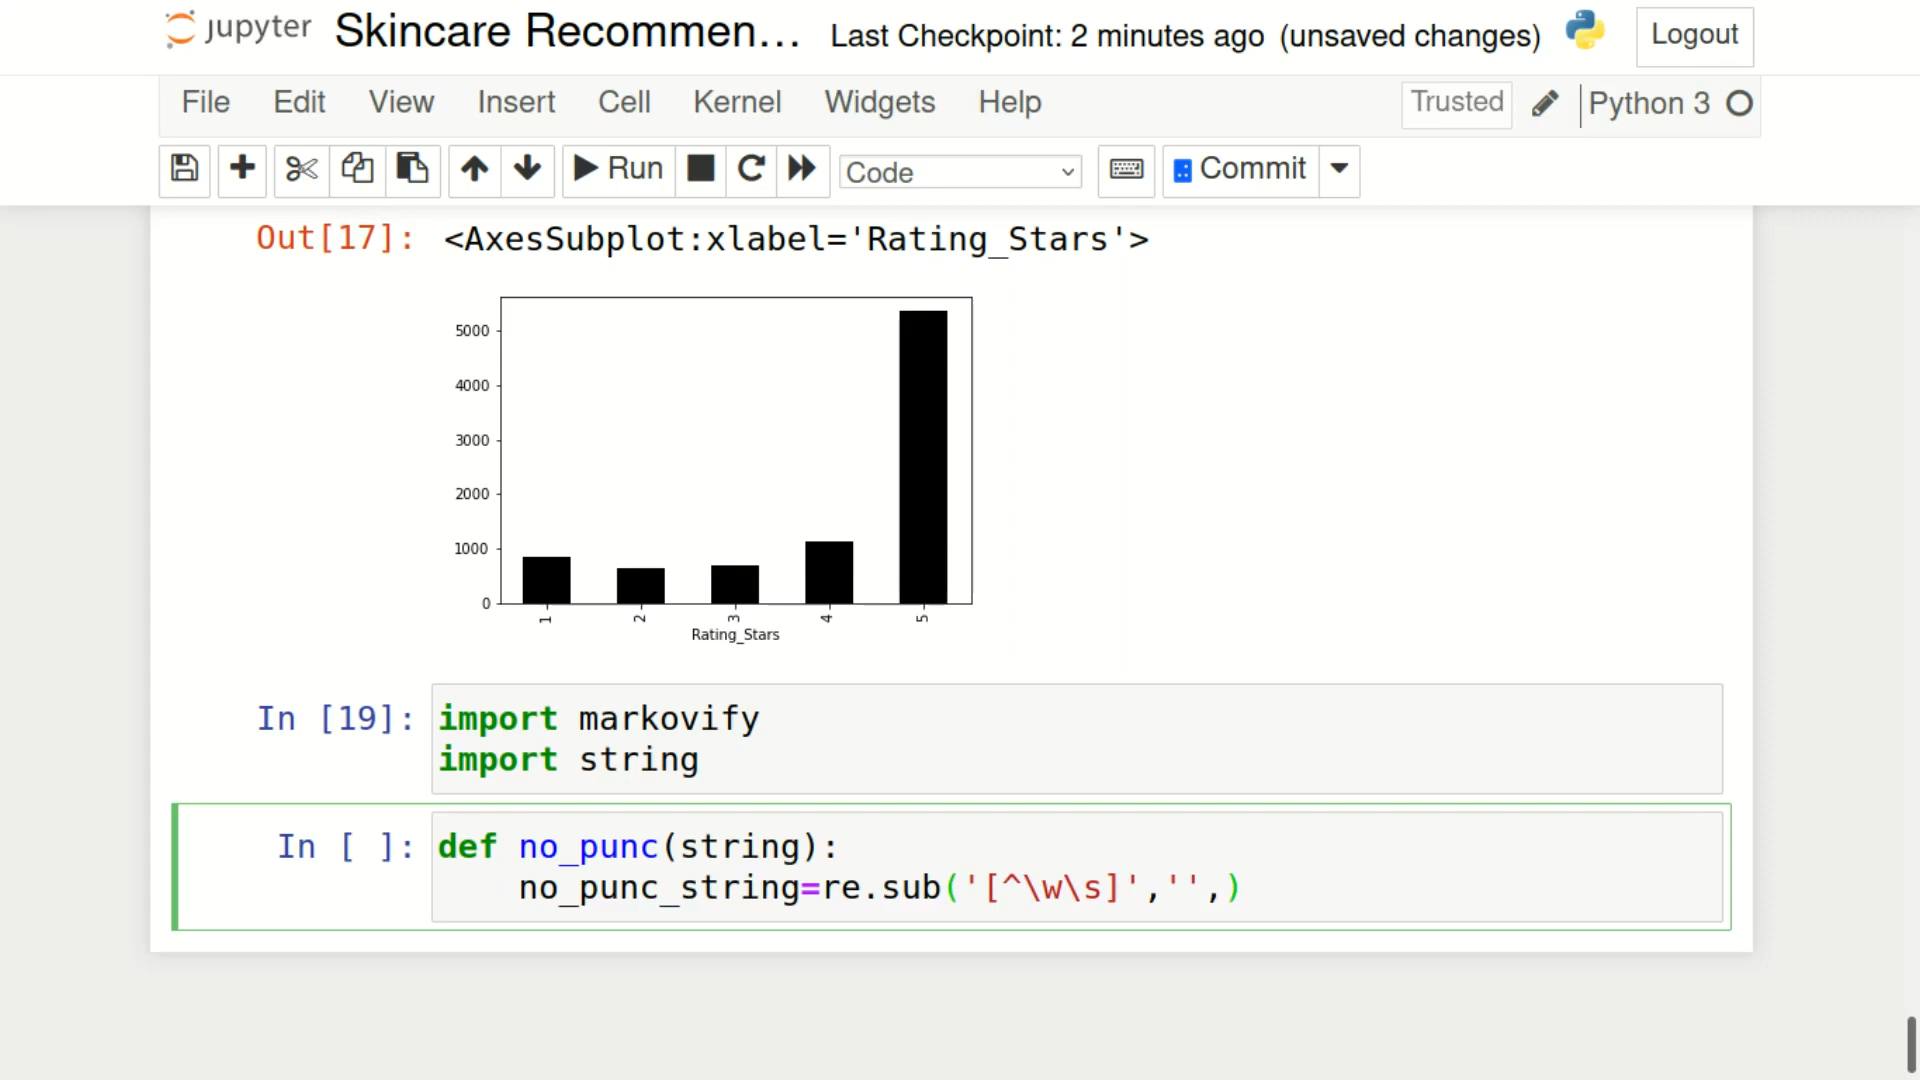 jupyter Skincare Recommen... Last Checkpoint: 2 minutes ago (unsaved changes) Logout
File Edit View Insert Cell Kernel Widgets Help Trusted Python 3
Run Code Commit
Out[17]: <AxesSubplot:xlabel='Rating_Stars'>
5000
4000
3000
2000
1000
0
1 2 3 4 5
Rating_Stars
In [19]: import markovify
import string
In [ ]: def no_punc(string):
no_punc_string=re.sub('[^\w\s]','',)